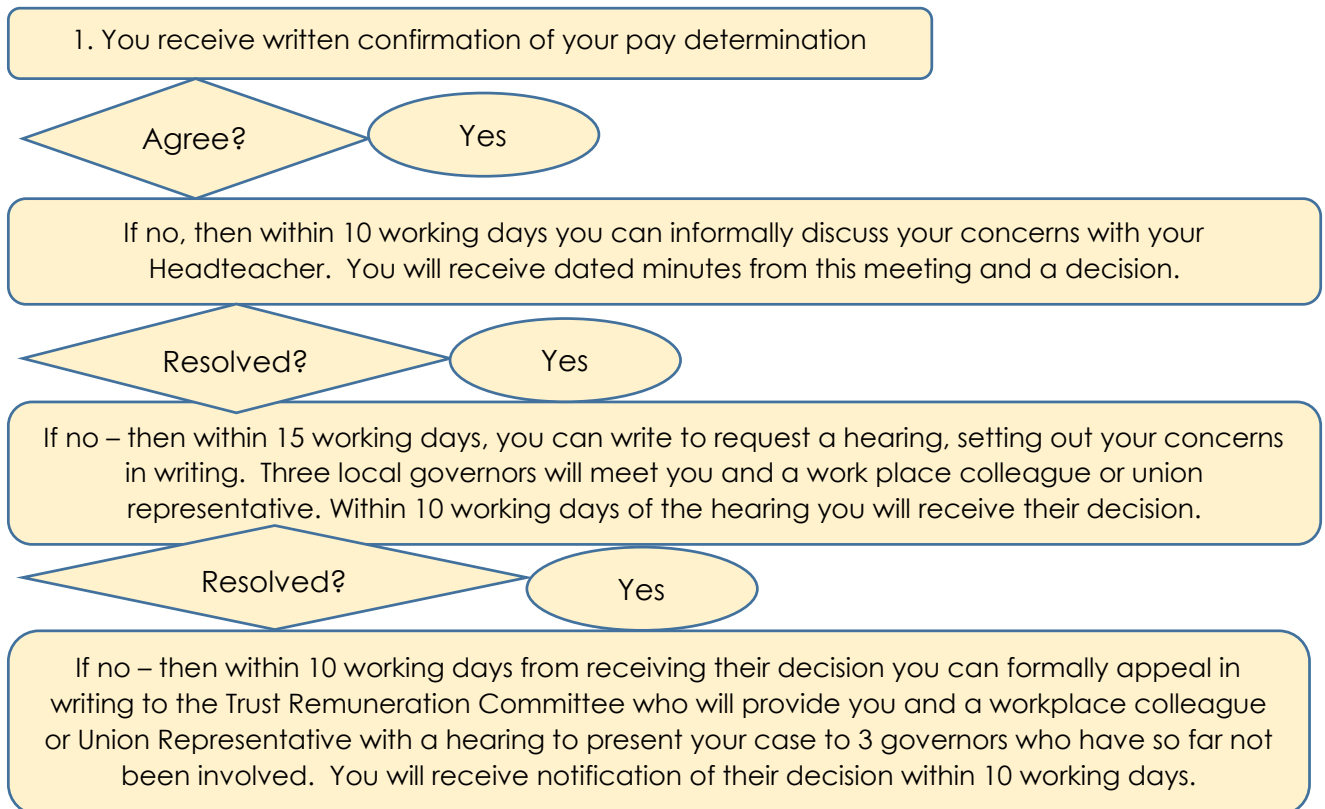 1. You receive written confirmation of your pay determination
Agree?
Yes
If no, then within 10 working days you can informally discuss your concerns with your
Headteacher. You will receive dated minutes from this meeting and a decision.
Resolved?
Yes
If no – then within 15 working days, you can write to request a hearing, setting out your concerns
in writing. Three local governors will meet you and a work place colleague or union
representative. Within 10 working days of the hearing you will receive their decision.
Resolved?
Yes
If no – then within 10 working days from receiving their decision you can formally appeal in
writing to the Trust Remuneration Committee who will provide you and a workplace colleague
or Union Representative with a hearing to present your case to 3 governors who have so far not
been involved. You will receive notification of their decision within 10 working days.